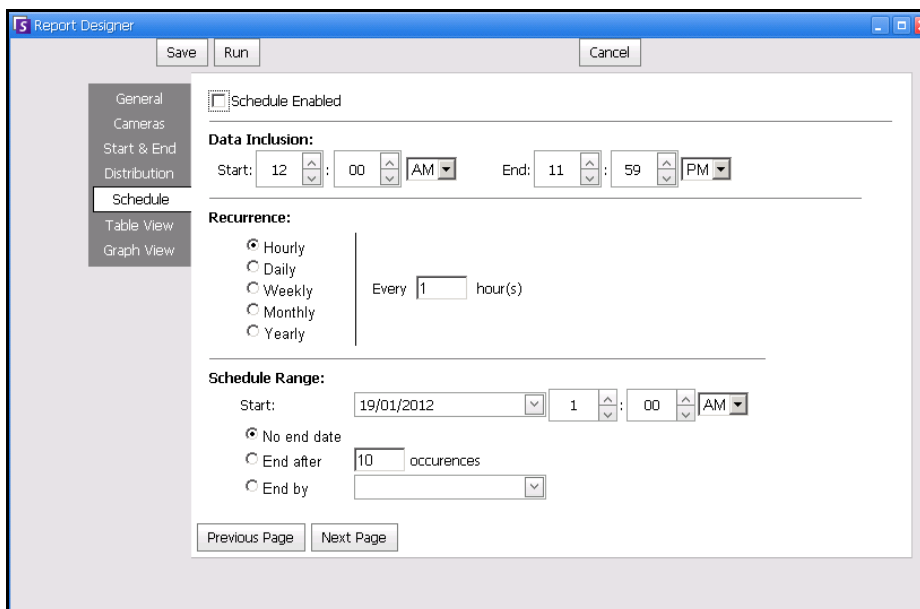 Report Designer
Save Run Cancel
General
Cameras
Start & End
Distribution
Schedule
Table View
Graph View
Schedule Enabled
Data Inclusion:
Start: 12 : 00 AM End: 11 : 59 PM
Recurrence:
Hourly
Daily
Weekly
Monthly
Yearly
Every 1 hour(s)
Schedule Range:
Start: 19/01/2012 1 : 00 AM
No end date
End after 10 occurences
End by
Previous Page Next Page